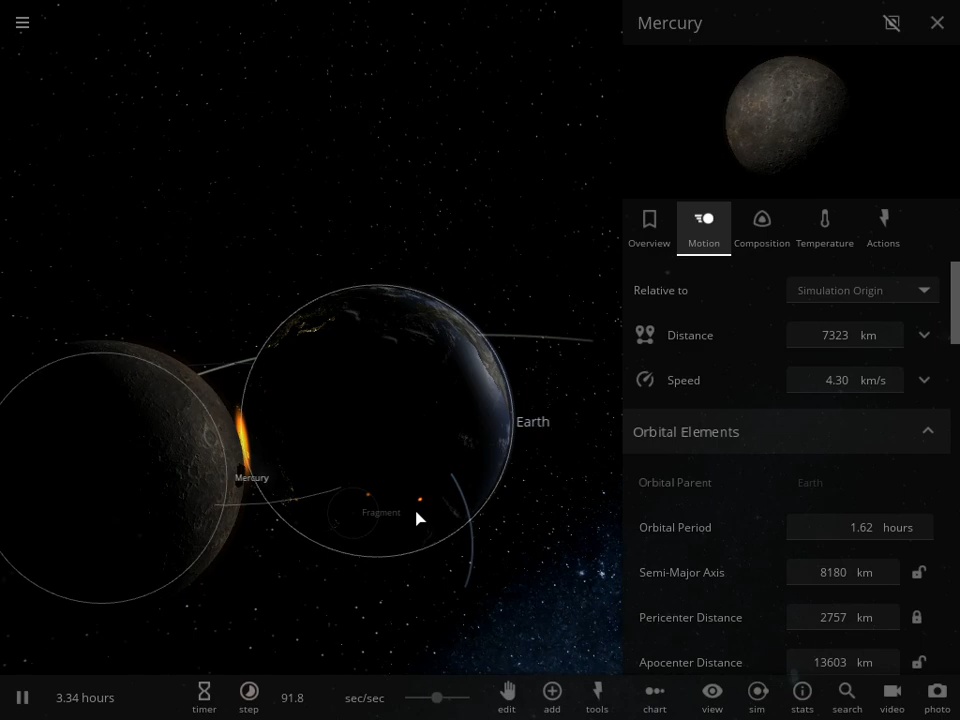 Mercury
Overview Motion Composition Temperature Actions
Relative to Simulation Origin
Distance 7323 km
Speed 4.30 km/s
Earth
Orbital Elements
Mercury
Orbital Parent Earth
Fragment
Orbital Period 1.62 hours
Semi-Major Axis 8180 km
Pericenter Distance 2757 km
Apocenter Distance 13603 km
3.34 hours 91.8 sec/sec
timer step edit add tools chart view sim stats search video photo